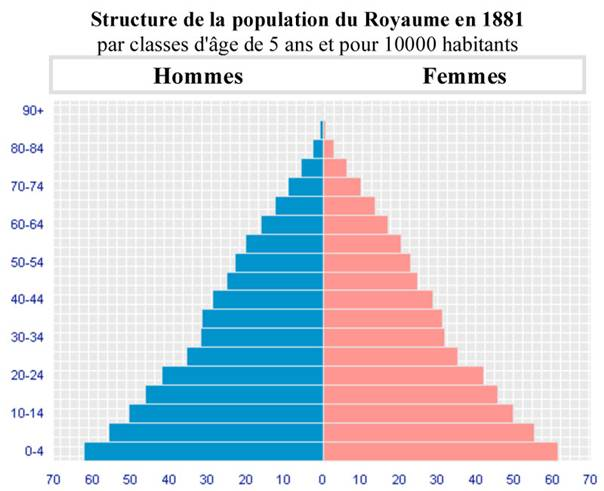 Structure de la population du Royaume en 1881
par classes d'âge de 5 ans et pour 10000 habitants
Hommes Femmes
90+
80-84
70-74
60-64
50-54
40-44
30-34
20-24
10-14
0-4
70 60 50 40 30 20 10 0 10 20 30 40 50 60 70